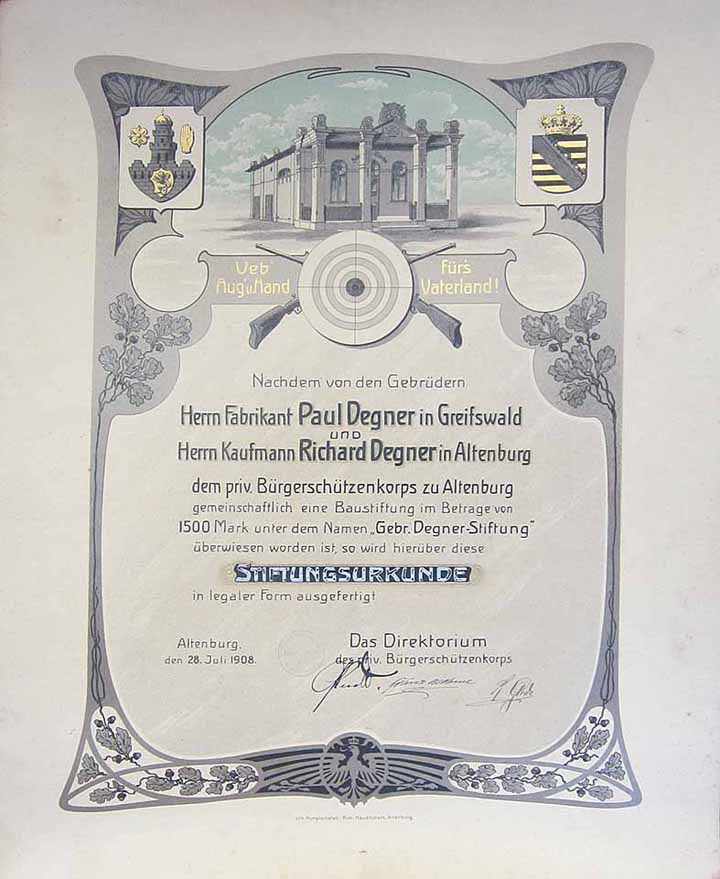 Ueb' Aug' u. Hand
für's Vaterland!
Nachdem von den Gebrüdern
Herrn Fabrikant Paul Degner in Greifswald
und
Herrn Kaufmann Richard Degner in Altenburg
dem priv. Bürgerschützenkorps zu Altenburg
gemeinschaftlich eine Baustiftung im Betrage von
1500 Mark unter dem Namen „Gebr. Degner-Stiftung"
überwiesen worden ist, so wird hierüber diese
STIFTUNGSURKUNDE
in legaler Form ausgefertigt
Altenburg,
den 28. Juli 1908.
Das Direktorium
des priv. Bürgerschützenkorps
Altenburg